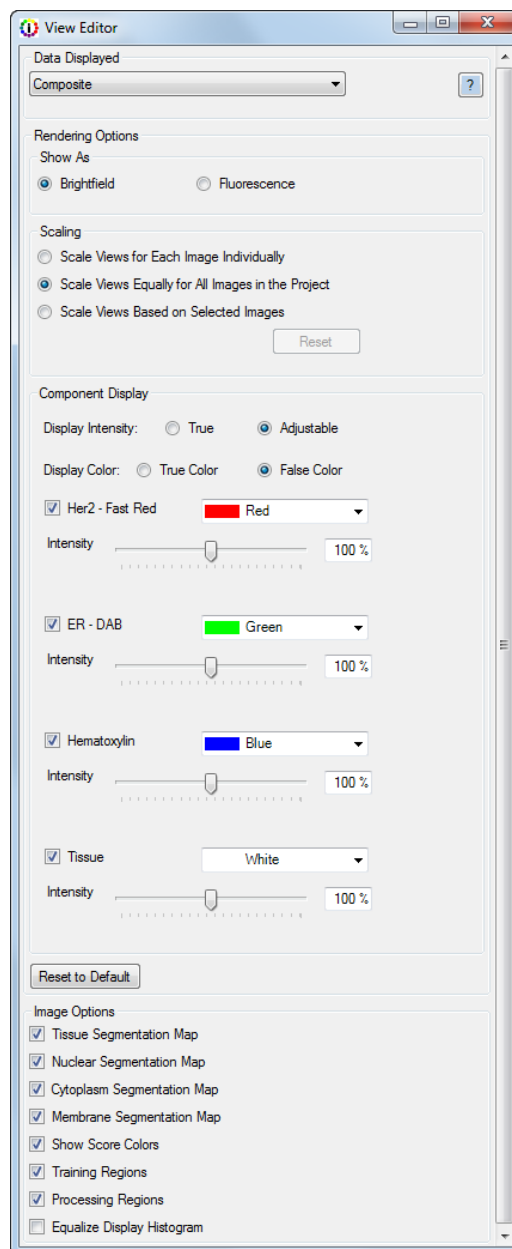 View Editor
Data Displayed
Composite
?
Rendering Options
Show As
Brightfield Fluorescence
Scaling
Scale Views for Each Image Individually
Scale Views Equally for All Images in the Project
Scale Views Based on Selected Images
Reset
Component Display
Display Intensity: True Adjustable
Display Color: True Color False Color
Her2 - Fast Red Red
Intensity 100 %
ER - DAB Green
Intensity 100 %
Hematoxylin Blue
Intensity 100 %
Tissue White
Intensity 100 %
Reset to Default
Image Options
Tissue Segmentation Map
Nuclear Segmentation Map
Cytoplasm Segmentation Map
Membrane Segmentation Map
Show Score Colors
Training Regions
Processing Regions
Equalize Display Histogram